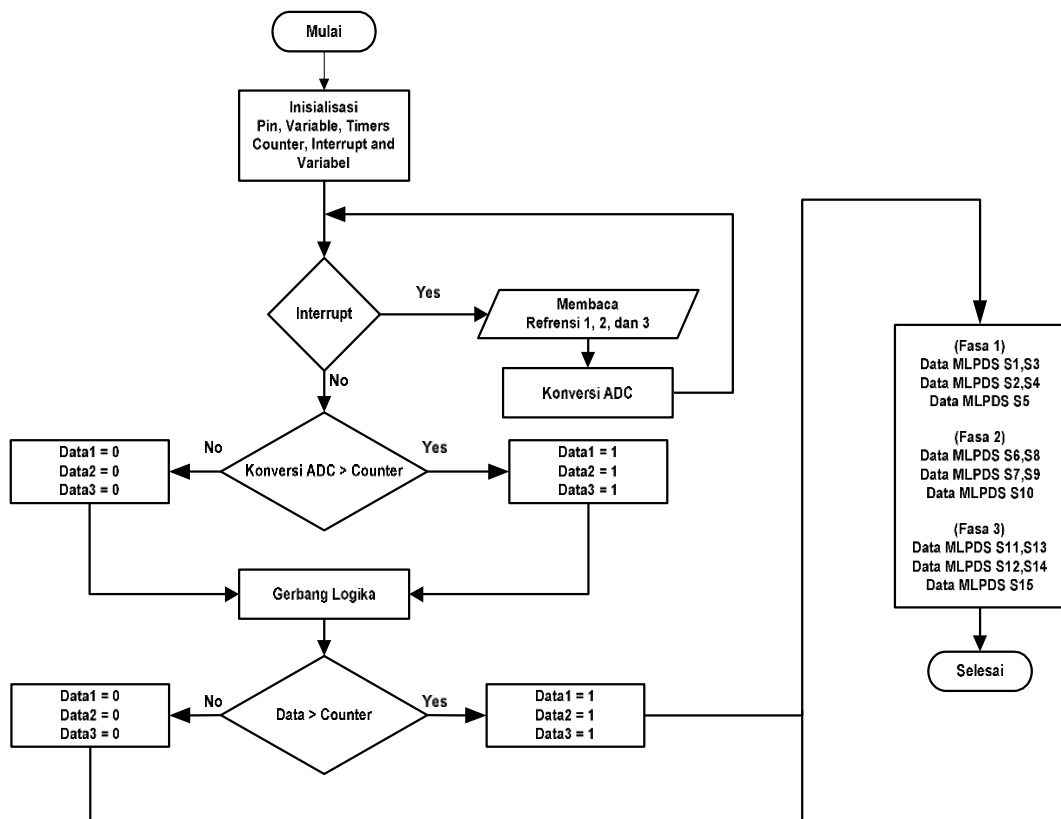 Mulai
Inisialisasi
Pin, Variable, Timers
Counter, Interrupt and
Variabel
Interrupt
Yes
Membaca
Refrensi 1, 2, dan 3
Konversi ADC
No
Konversi ADC > Counter
No
Data1 = 0
Data2 = 0
Data3 = 0
Yes
Data1 = 1
Data2 = 1
Data3 = 1
Gerbang Logika
Data > Counter
No
Data1 = 0
Data2 = 0
Data3 = 0
Yes
Data1 = 1
Data2 = 1
Data3 = 1
(Fasa 1)
Data MLPDS S1,S3
Data MLPDS S2,S4
Data MLPDS S5
(Fasa 2)
Data MLPDS S6,S8
Data MLPDS S7,S9
Data MLPDS S10
(Fasa 3)
Data MLPDS S11,S13
Data MLPDS S12,S14
Data MLPDS S15
Selesai